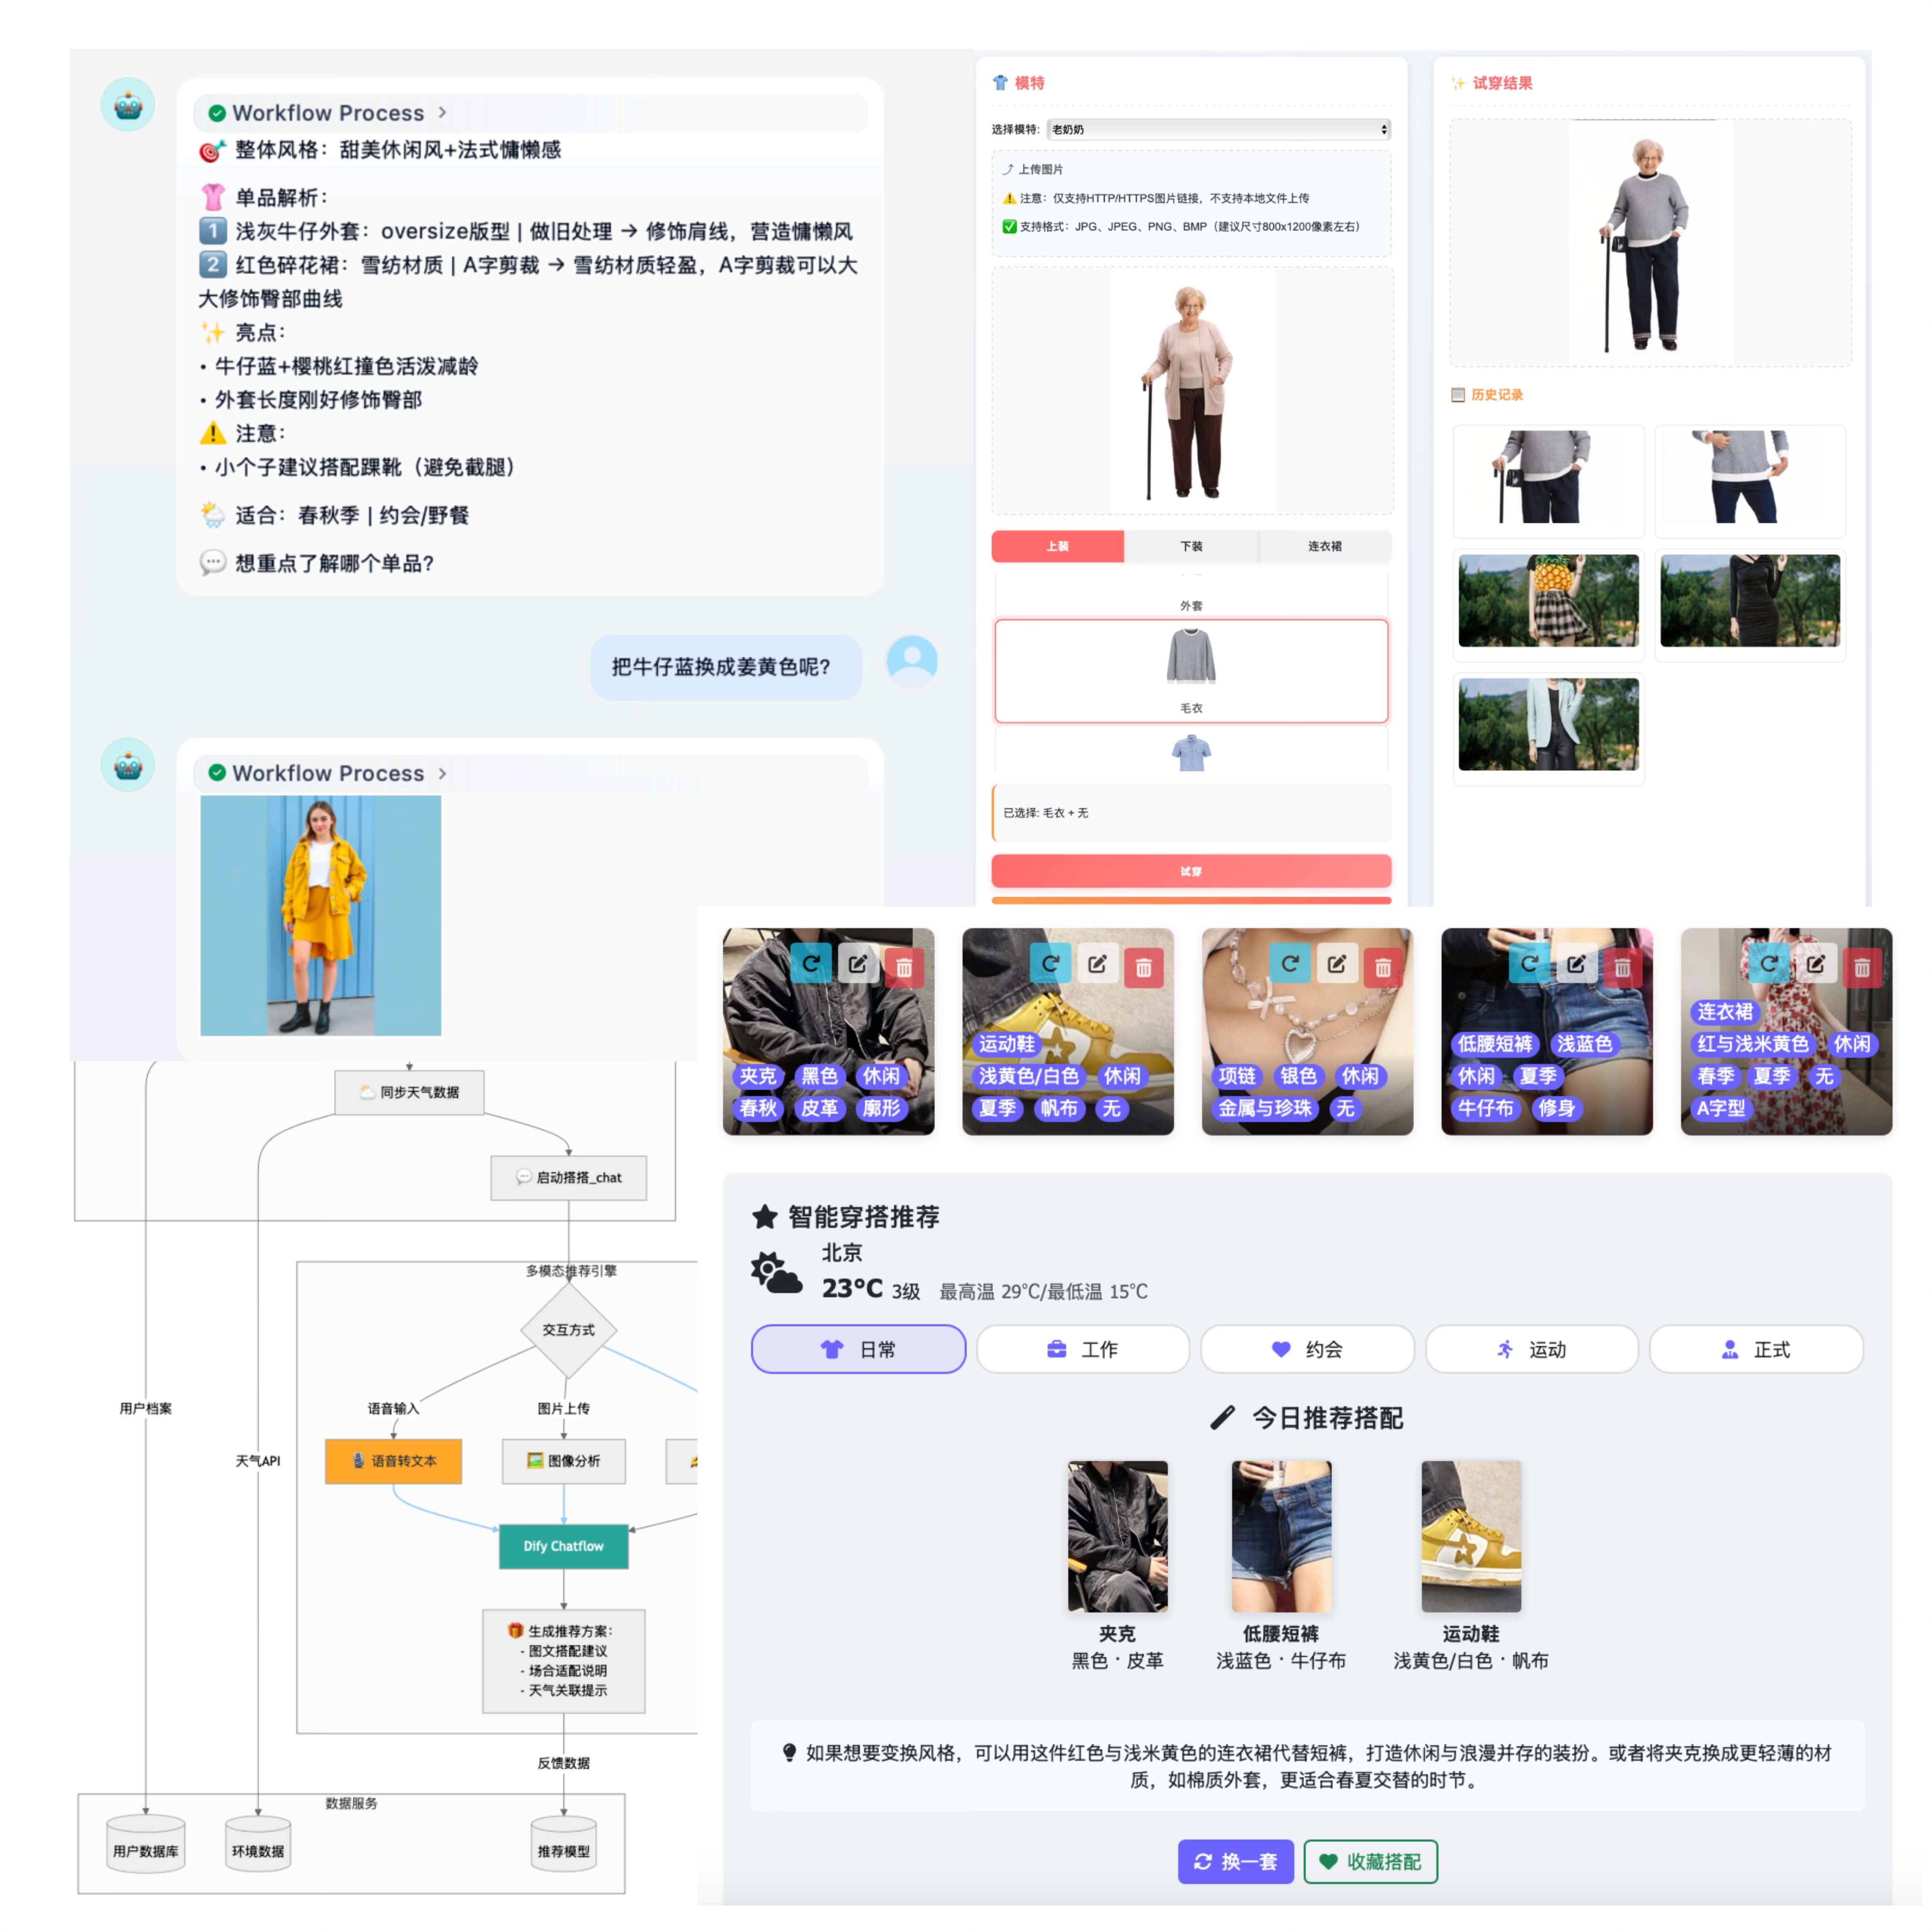 Workflow Process
整体风格：甜美休闲风+法式慵懒感
单品解析：
1 浅灰牛仔外套：oversize版型 | 做旧处理 → 修饰肩线，营造慵懒风
2 红色碎花裙：雪纺材质 | A字剪裁 → 雪纺材质轻盈，A字剪裁可以大
大修饰臀部曲线
亮点：
• 牛仔蓝+樱桃红撞色活泼减龄
• 外套长度刚好修饰臀部
注意：
• 小个子建议搭配踝靴（避免截腿）
适合：春秋季 | 约会/野餐
想重点了解哪个单品?
把牛仔蓝换成姜黄色呢?
Workflow Process
模特
选择模特: 老奶奶
上传图片
注意：仅支持HTTP/HTTPS图片链接，不支持本地文件上传
支持格式：JPG、JPEG、PNG、BMP（建议尺寸800x1200像素左右）
上装 下装 连衣裙
外套
毛衣
已选择: 毛衣 + 无
试穿
试穿结果
历史记录
同步天气数据
启动搭搭_chat
多模态推荐引擎
交互方式
用户档案
语音输入
图片上传
天气API
语音转文本
图像分析
Dify Chatflow
生成推荐方案:
- 图文搭配建议
- 场合适配说明
- 天气关联提示
反馈数据
数据服务
用户数据库
环境数据
推荐模型
夹克 黑色 休闲
春秋 皮革 廓形
运动鞋
浅黄色/白色 休闲
夏季 帆布 无
项链 银色 休闲
金属与珍珠 无
低腰短裤 浅蓝色
休闲 夏季
牛仔布 修身
连衣裙
红与浅米黄色 休闲
春季 夏季 无
A字型
智能穿搭推荐
北京
23°C 3级 最高温 29°C/最低温 15°C
日常 工作 约会 运动 正式
今日推荐搭配
夹克
黑色 · 皮革
低腰短裤
浅蓝色 · 牛仔布
运动鞋
浅黄色/白色 · 帆布
如果想要变换风格，可以用这件红色与浅米黄色的连衣裙代替短裤，打造休闲与浪漫并存的装扮。或者将夹克换成更轻薄的材
质，如棉质外套，更适合春夏交替的时节。
换一套 收藏搭配